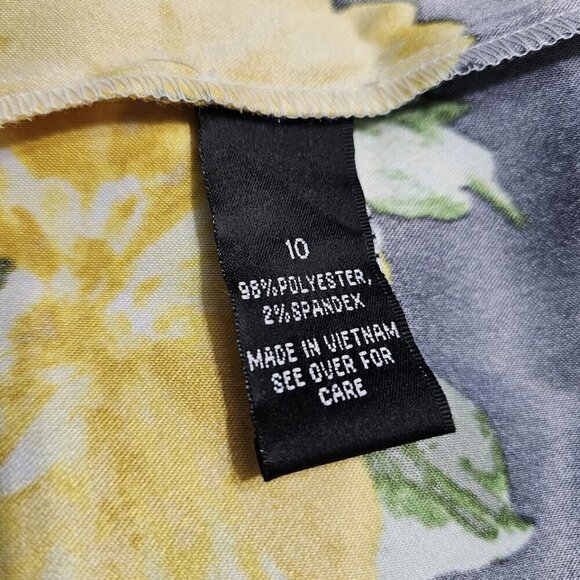 10
98%POLYESTER,
2%SPANDEX
MADE IN VIETNAM
SEE OVER FOR
CARE